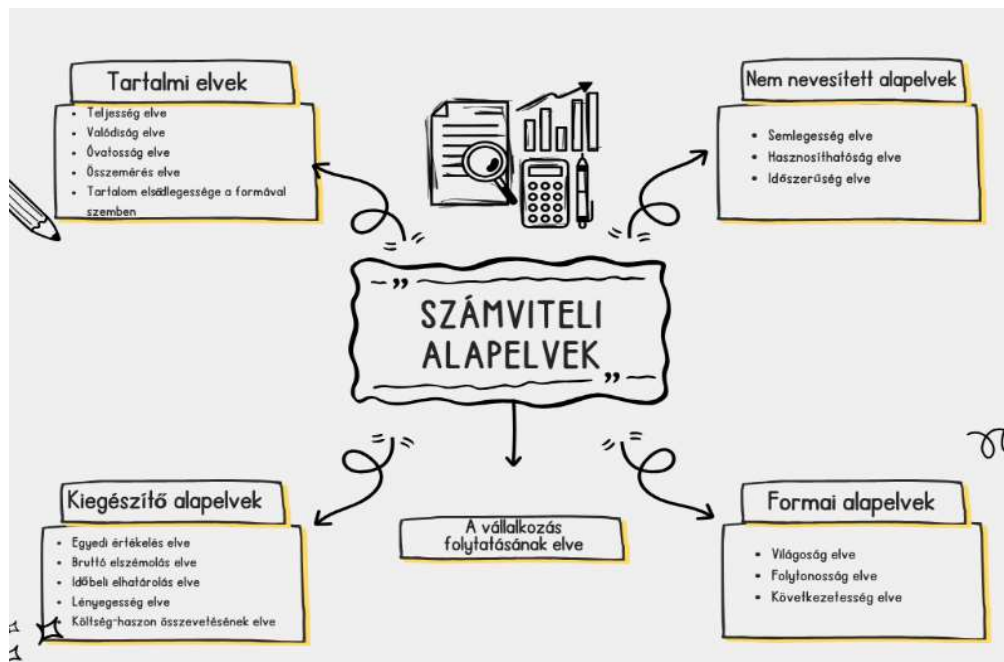 Tartalmi elvek
• Teljesség elve
• Valódiság elve
• Óvatosság elve
• Összemérés elve
• Tartalom elsődlegessége a formával
szemben
Nem nevesített alapelvek
• Semlegesség elve
• Hasznosíthatóság elve
• Időszerűség elve
„
SZÁMVITELI
ALAPELVEK
„
Kiegészítő alapelvek
• Egyedi értékelés elve
• Bruttó elszémolás elve
• Időbeli elhatárolás elve
• Lényegesség elve
• Költség-haszon összevetésének elve
A vállalkozás
folytatásának elve
Formai alapelvek
• Világoság elve
• Folytonosság elve
• Következetesség elve